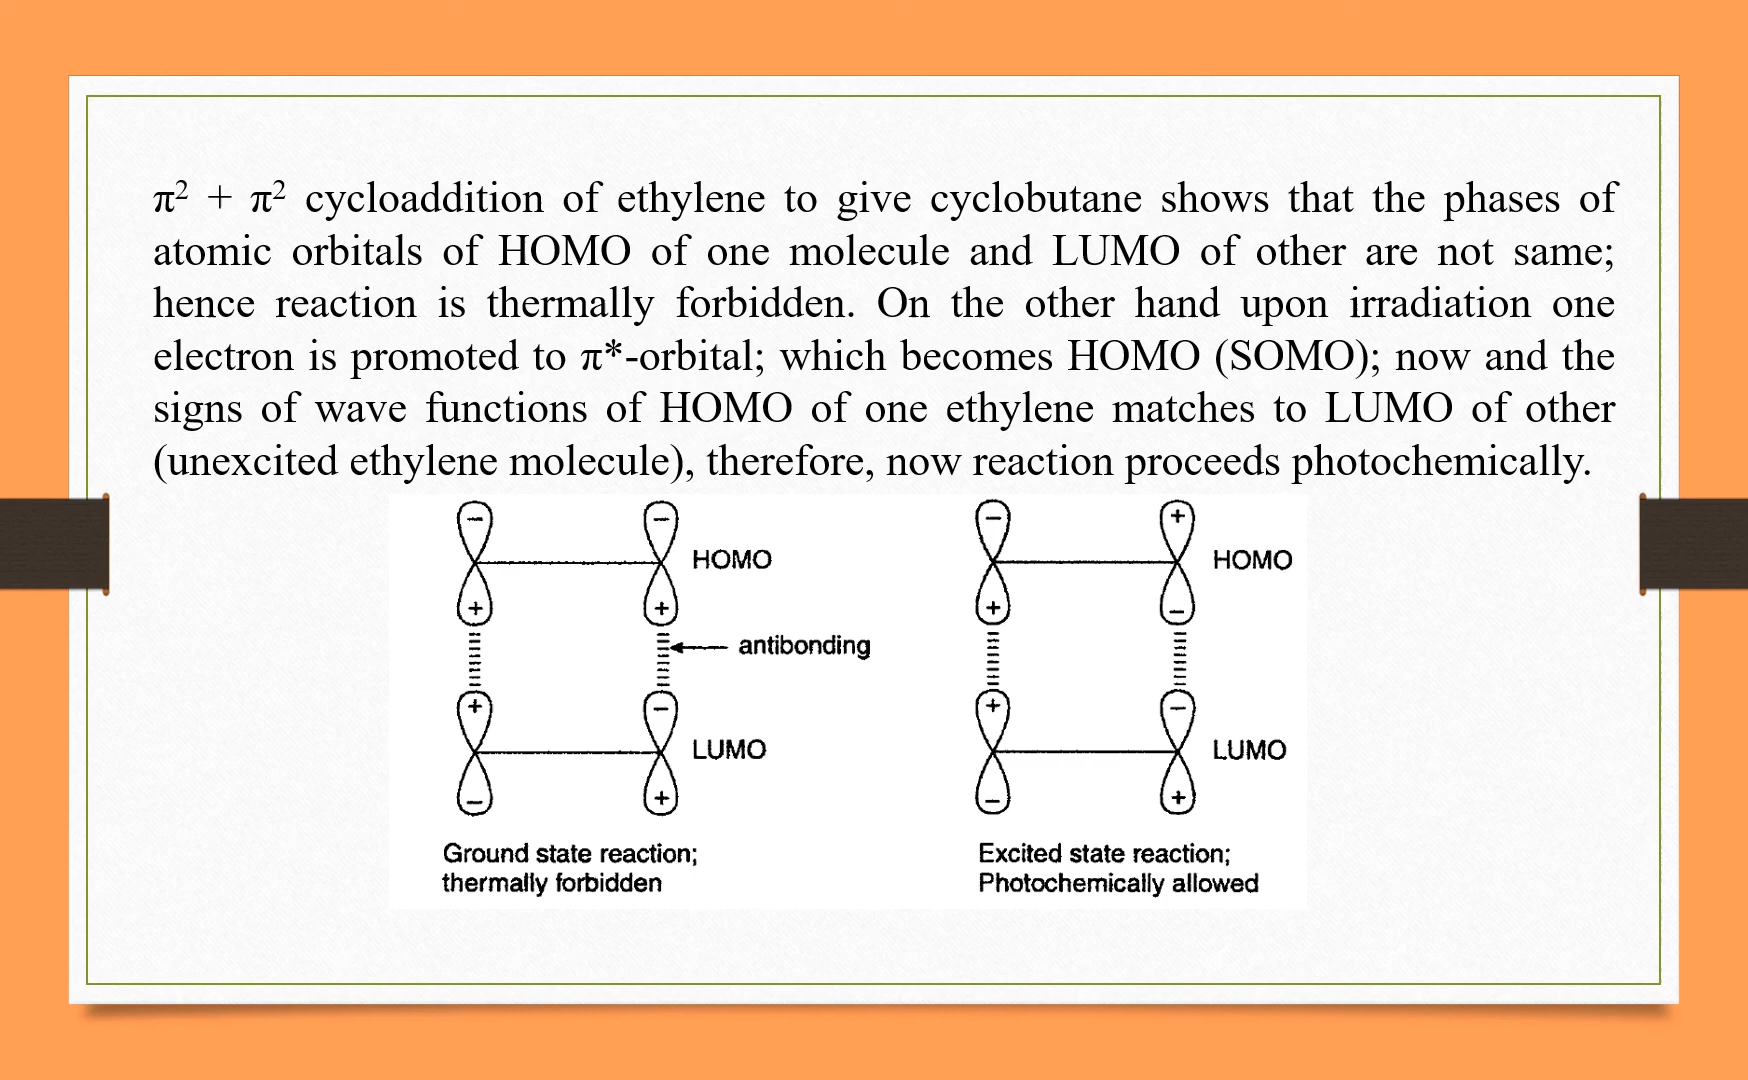 π² + π² cycloaddition of ethylene to give cyclobutane shows that the phases of
atomic orbitals of HOMO of one molecule and LUMO of other are not same;
hence reaction is thermally forbidden. On the other hand upon irradiation one
electron is promoted to π*-orbital; which becomes HOMO (SOMO); now and the
signs of wave functions of HOMO of one ethylene matches to LUMO of other
(unexcited ethylene molecule), therefore, now reaction proceeds photochemically.
− − HOMO
+ +
antibonding
+ − LUMO
− +
Ground state reaction;
thermally forbidden
− + HOMO
+ −
+ − LUMO
− +
Excited state reaction;
Photochemically allowed